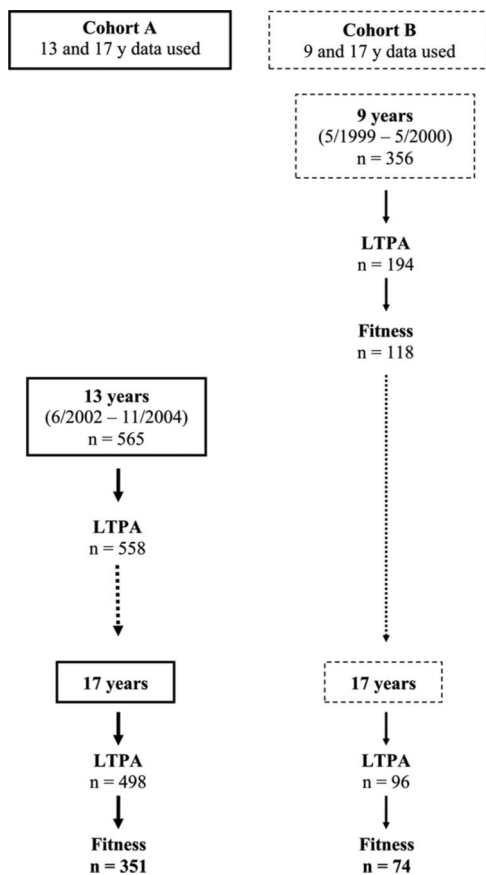 Cohort A
13 and 17 y data used
Cohort B
9 and 17 y data used
9 years
(5/1999 – 5/2000)
n = 356
LTPA
n = 194
Fitness
n = 118
13 years
(6/2002 – 11/2004)
n = 565
LTPA
n = 558
17 years
17 years
LTPA
n = 498
LTPA
n = 96
Fitness
n = 351
Fitness
n = 74